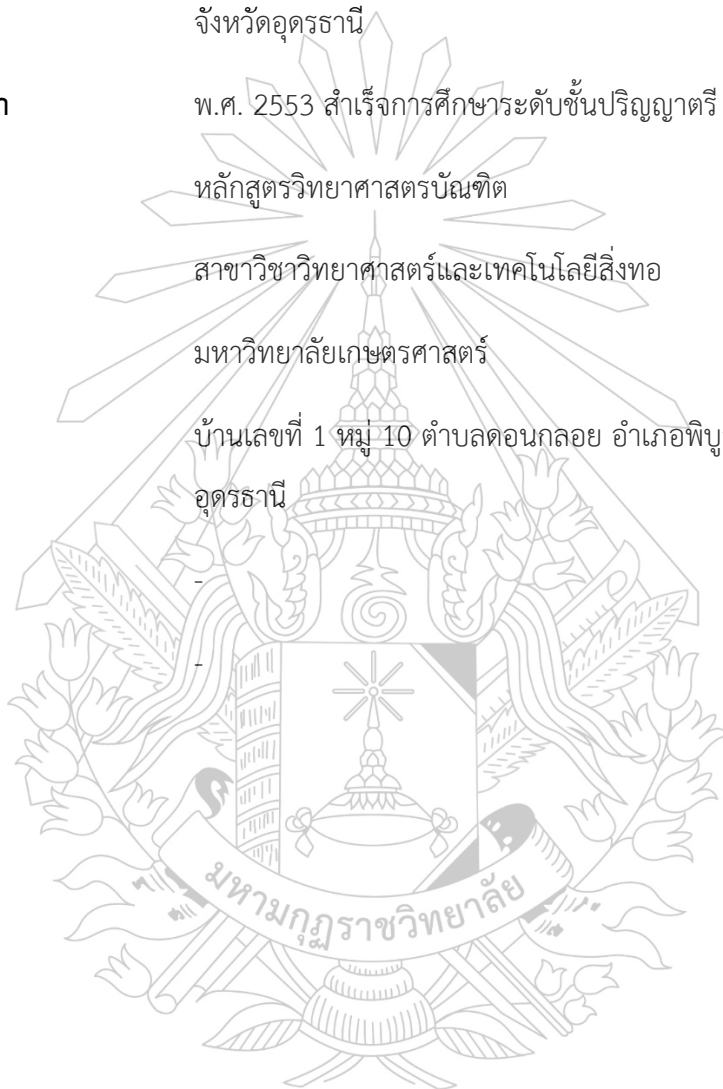 จังหวัดอุดรธานี
า พ.ศ. 2553 สำเร็จการศึกษาระดับชั้นปริญญาตรี
หลักสูตรวิทยาศาสตรบัณฑิต
สาขาวิชาวิทยาศาสตร์และเทคโนโลยีสิ่งทอ
มหาวิทยาลัยเกษตรศาสตร์
บ้านเลขที่ 1 หมู่ 10 ตำบลดอนกลอย อำเภอพิบู
อุดรธานี
-
-
มหามกุฏราชวิทยาลัย